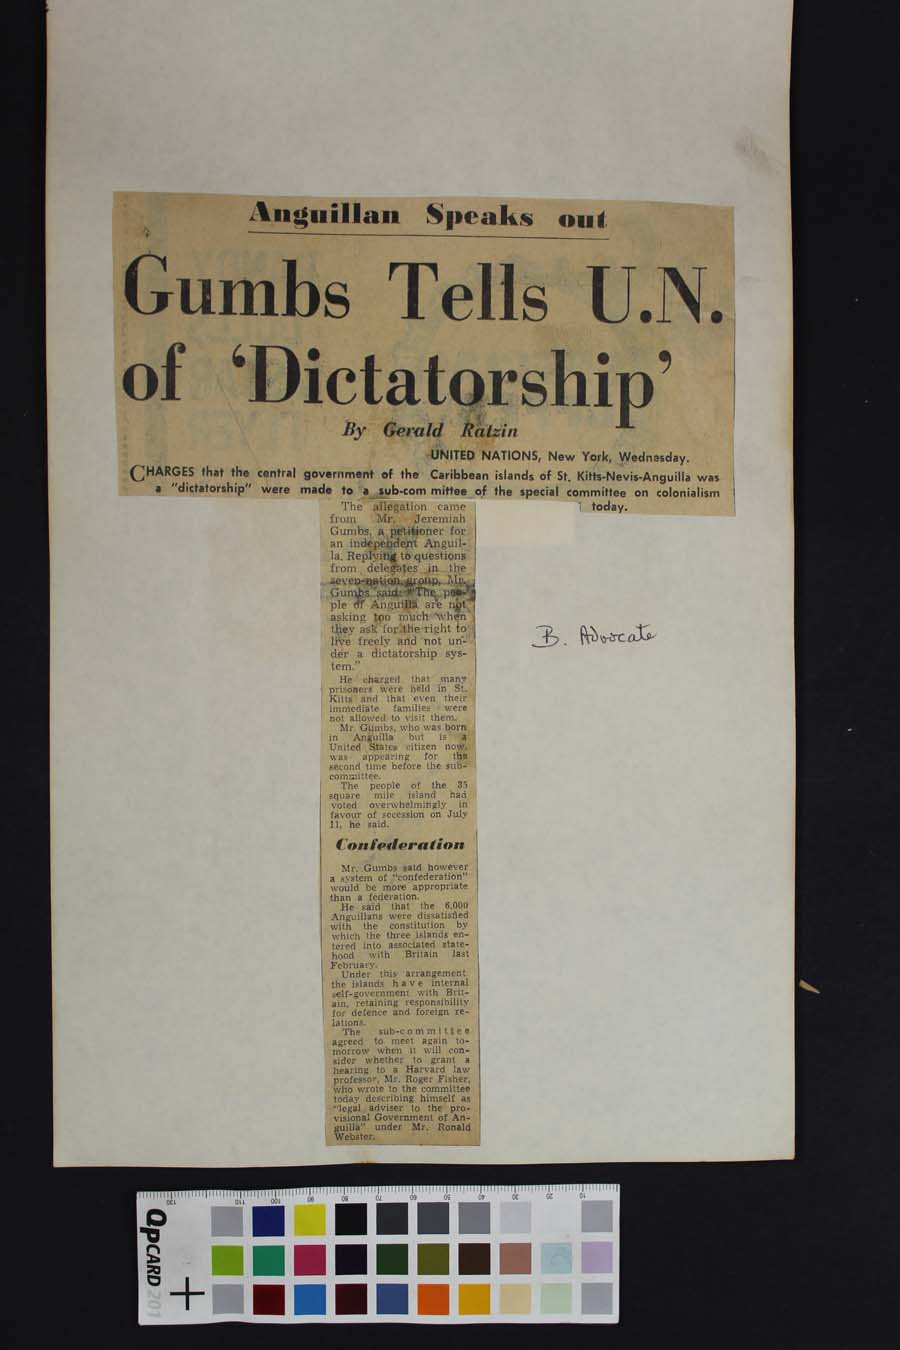 Anguillan Speaks out
Gumbs Tells U.N.
of 'Dictatorship'
By Gerald Ratzin
UNITED NATIONS, New York, Wednesday.
CHARGES that the central government of the Caribbean islands of St. Kitts-Nevis-Anguilla was
a "dictatorship" were made to a sub-com mittee of the special committee on colonialism
today.
The allegation came
from Mr. Jeremiah
Gumbs, a petitioner for
an independent Anguil-
la. Replying to questions
from delegates in the
seven-nation group, Mr.
Gumbs said: "The peo-
ple of Anguilla are not
asking too much when
they ask for the right to
live freely and not un-
der a dictatorship sys-
tem."
He charged that many
prisoners were held in St.
Kitts and that even their
immediate families were
not allowed to visit them.
Mr. Gumbs, who was born
in Anguilla but is a
United States citizen now,
was appearing for the
second time before the sub-
committee.
The people of the 35
square mile island had
voted overwhelmingly in
favour of secession on July
11, he said.
Confederation
Mr. Gumbs said however
a system of "confederation"
would be more appropriate
than a federation.
He said that the 6,000
Anguillans were dissatisfied
with the constitution by
which the three islands en-
tered into associated state-
hood with Britain last
February.
Under this arrangement
the islands have internal
self-government with Brit-
ain, retaining responsibility
for defence and foreign re-
lations.
The sub-committee
agreed to meet again to-
morrow when it will con-
sider whether to grant a
hearing to a Harvard law
professor, Mr. Roger Fisher,
who wrote to the committee
today describing himself as
"legal adviser to the pro-
visional Government of An-
guilla" under Mr. Ronald
Webster.
B. Advocate
130 110 100 90 80 70 60 50 40 30 20 10
QPCARD 201